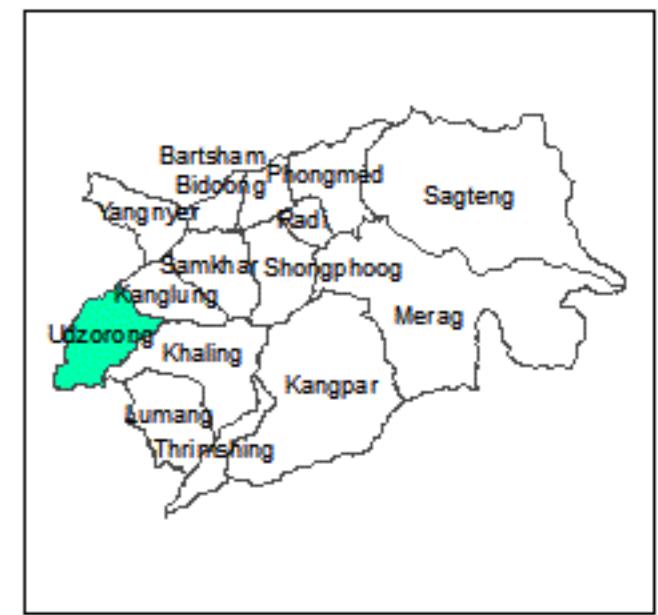 Bartsham
Bidoong
Phongmed
Sagteng
Yangnyer
Radi
Samkhar
Shongphoog
Kanglung
Merag
Udzorong
Khaling
Kangpar
Lumang
Thrimshing